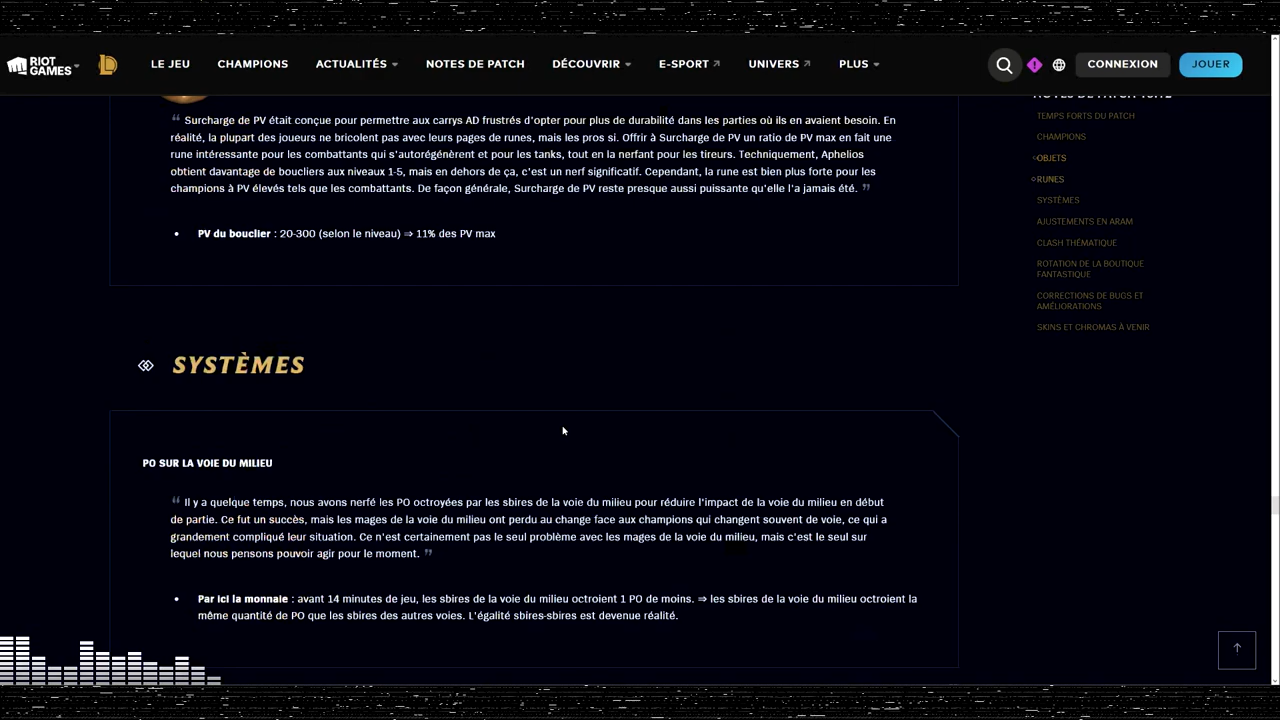 RIOT GAMES
LE JEU
CHAMPIONS
ACTUALITÉS
NOTES DE PATCH
DÉCOUVRIR
E-SPORT
UNIVERS
PLUS
CONNEXION
JOUER
“ Surcharge de PV était conçue pour permettre aux carrys AD frustrés d'opter pour plus de durabilité dans les parties où ils en avaient besoin. En
réalité, la plupart des joueurs ne bricolent pas avec leurs pages de runes, mais les pros si. Offrir à Surcharge de PV un ratio de PV max en fait une
rune intéressante pour les combattants qui s'autorégénèrent et pour les tanks, tout en la nerfant pour les tireurs. Techniquement, Aphelios
obtient davantage de boucliers aux niveaux 1-5, mais en dehors de ça, c'est un nerf significatif. Cependant, la rune est bien plus forte pour les
champions à PV élevés tels que les combattants. De façon générale, Surcharge de PV reste presque aussi puissante qu'elle l'a jamais été. ”
• PV du bouclier : 20-300 (selon le niveau) ⇒ 11% des PV max
SYSTÈMES
PO SUR LA VOIE DU MILIEU
“ Il y a quelque temps, nous avons nerfé les PO octroyées par les sbires de la voie du milieu pour réduire l'impact de la voie du milieu en début
de partie. Ce fut un succès, mais les mages de la voie du milieu ont perdu au change face aux champions qui changent souvent de voie, ce qui a
grandement compliqué leur situation. Ce n'est certainement pas le seul problème avec les mages de la voie du milieu, mais c'est le seul sur
lequel nous pensons pouvoir agir pour le moment. ”
• Par ici la monnaie : avant 14 minutes de jeu, les sbires de la voie du milieu octroient 1 PO de moins. ⇒ les sbires de la voie du milieu octroient la
même quantité de PO que les sbires des autres voies. L'égalité sbires-sbires est devenue réalité.
TEMPS FORTS DU PATCH
CHAMPIONS
OBJETS
RUNES
SYSTÈMES
AJUSTEMENTS EN ARAM
CLASH THÉMATIQUE
ROTATION DE LA BOUTIQUE
FANTASTIQUE
CORRECTIONS DE BUGS ET
AMÉLIORATIONS
SKINS ET CHROMAS À VENIR